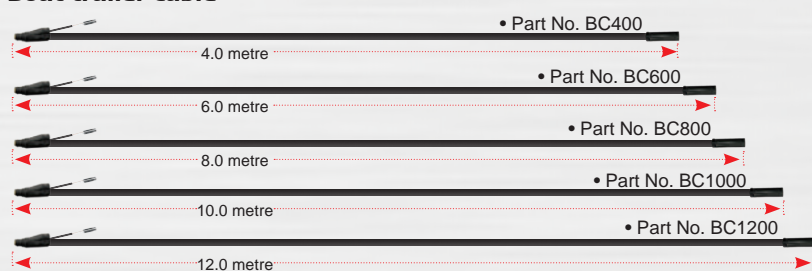 • Part No. BC400
4.0 metre
• Part No. BC600
6.0 metre
• Part No. BC800
8.0 metre
• Part No. BC1000
10.0 metre
• Part No. BC1200
12.0 metre